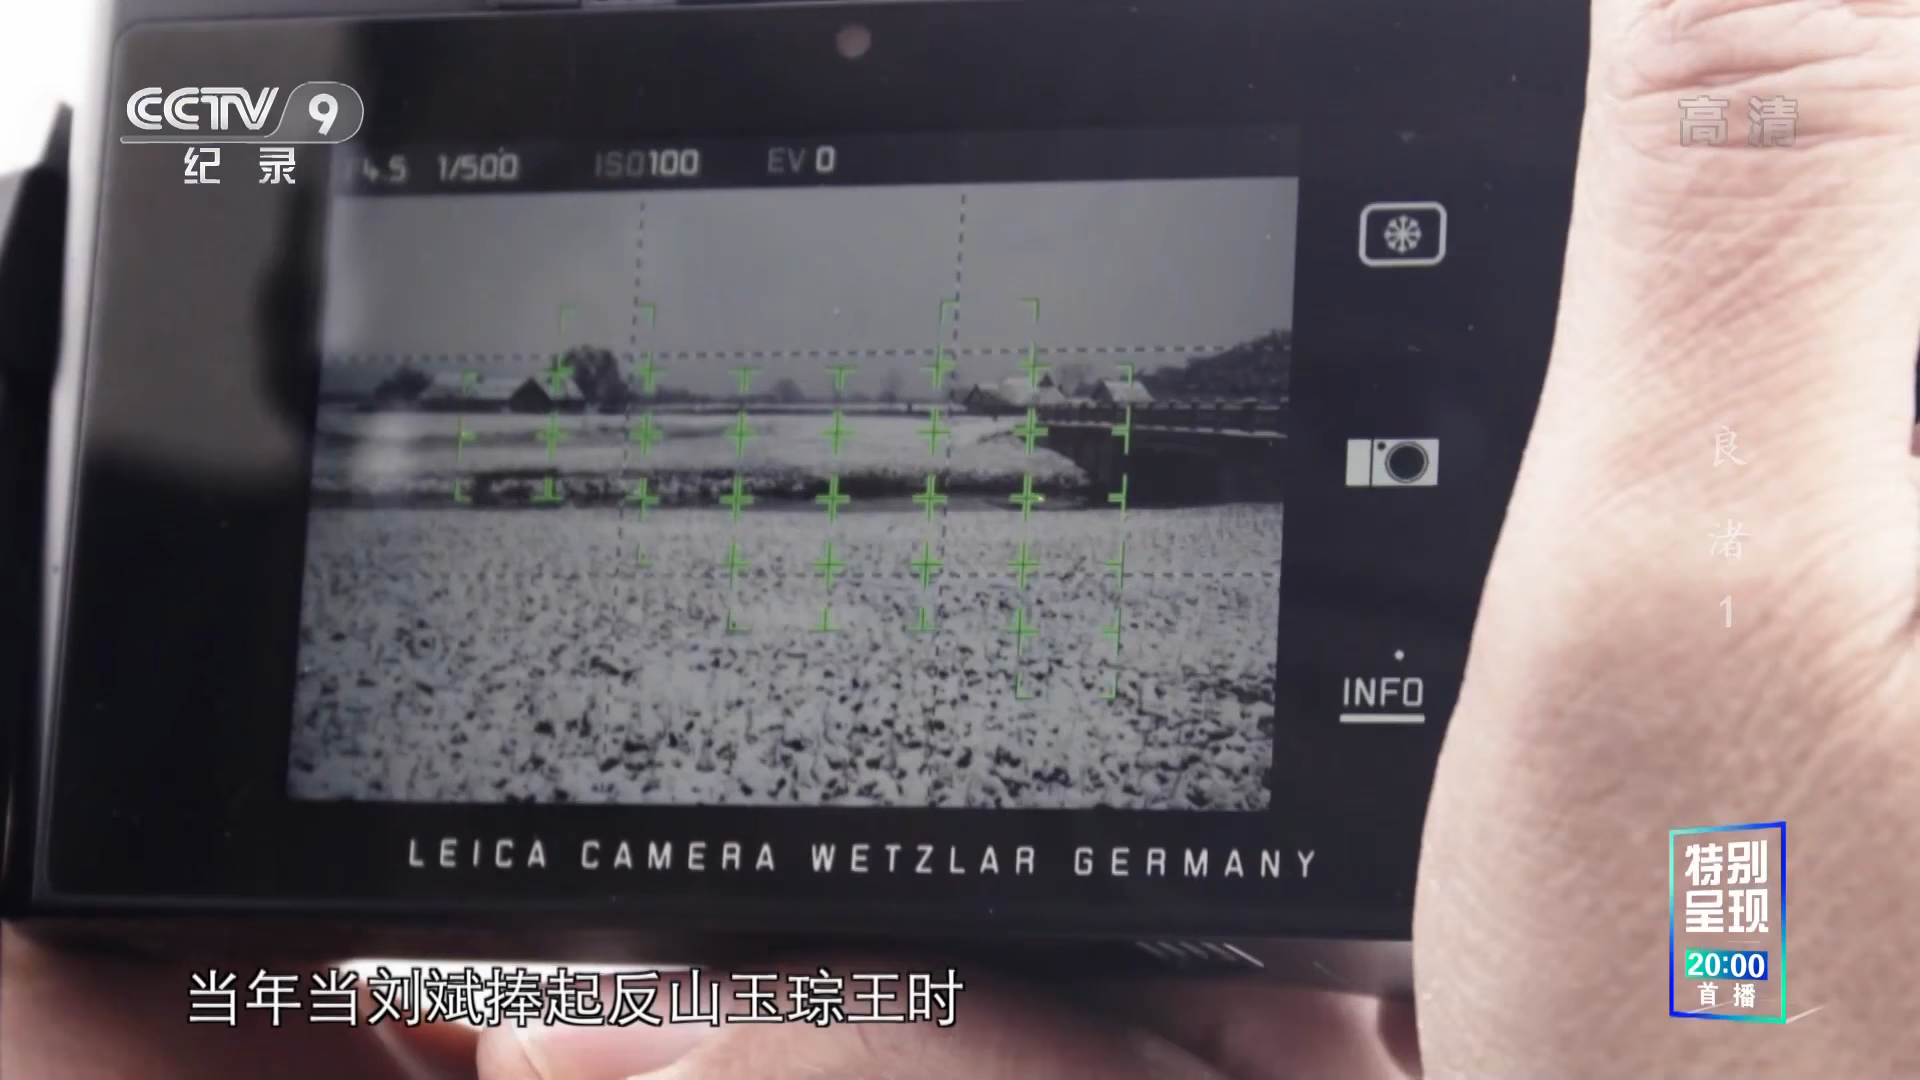 CCTV 9
纪 录
高清
4.5 1/500 ISO100 EV 0
良渚 1
INFO
LEICA CAMERA WETZLAR GERMANY
特别
呈现
20:00
首播
当年当刘斌捧起反山玉琮王时